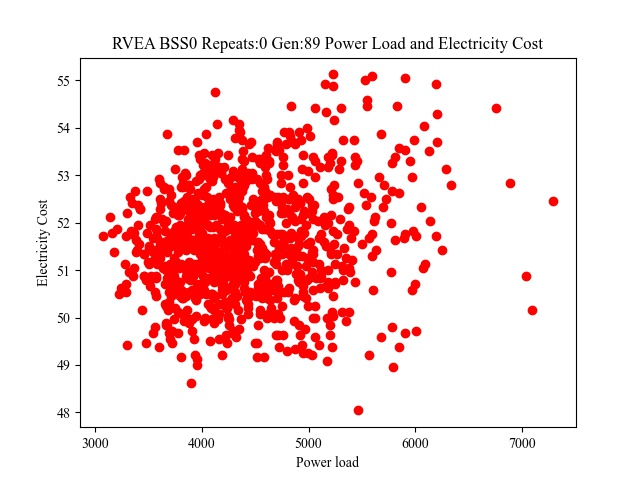 RVEA BSS0 Repeats:0 Gen:89 Power Load and Electricity Cost
55
54
53
52
51
50
49
48
Electricity Cost
3000 4000 5000 6000 7000
Power load